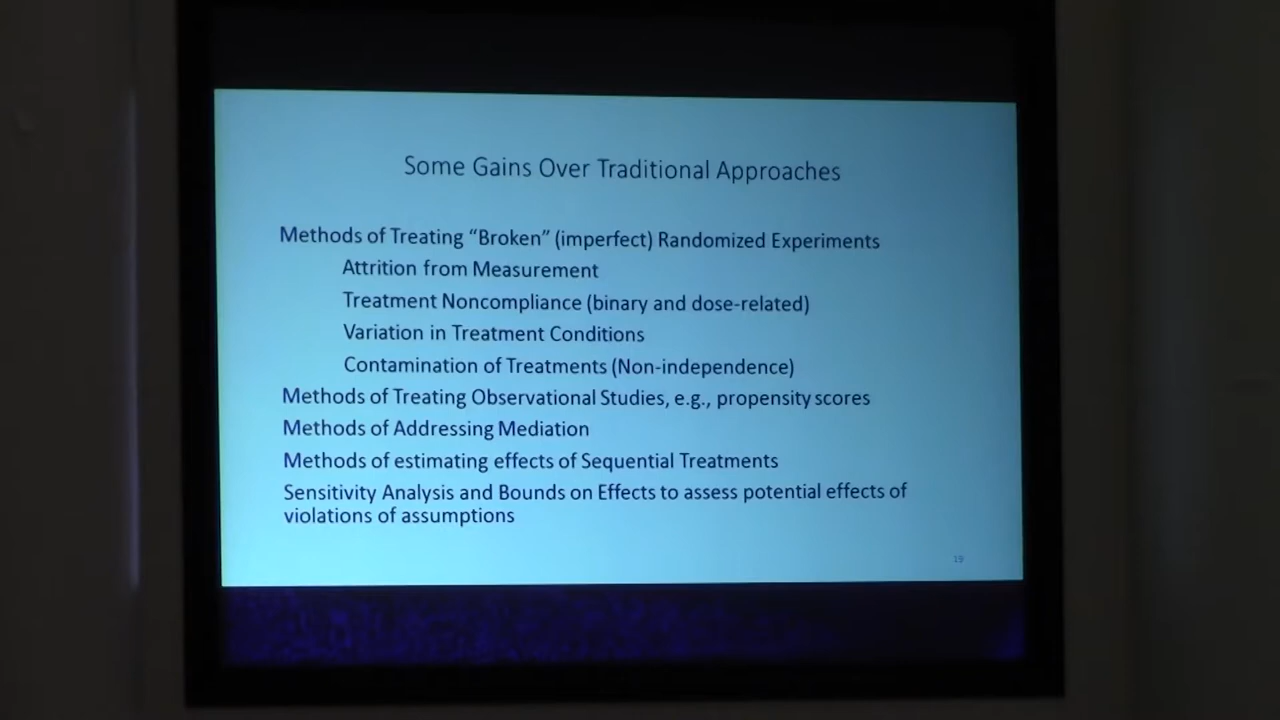 Some Gains Over Traditional Approaches
Methods of Treating “Broken” (imperfect) Randomized Experiments
Attrition from Measurement
Treatment Noncompliance (binary and dose-related)
Variation in Treatment Conditions
Contamination of Treatments (Non-independence)
Methods of Treating Observational Studies, e.g., propensity scores
Methods of Addressing Mediation
Methods of estimating effects of Sequential Treatments
Sensitivity Analysis and Bounds on Effects to assess potential effects of
violations of assumptions
19